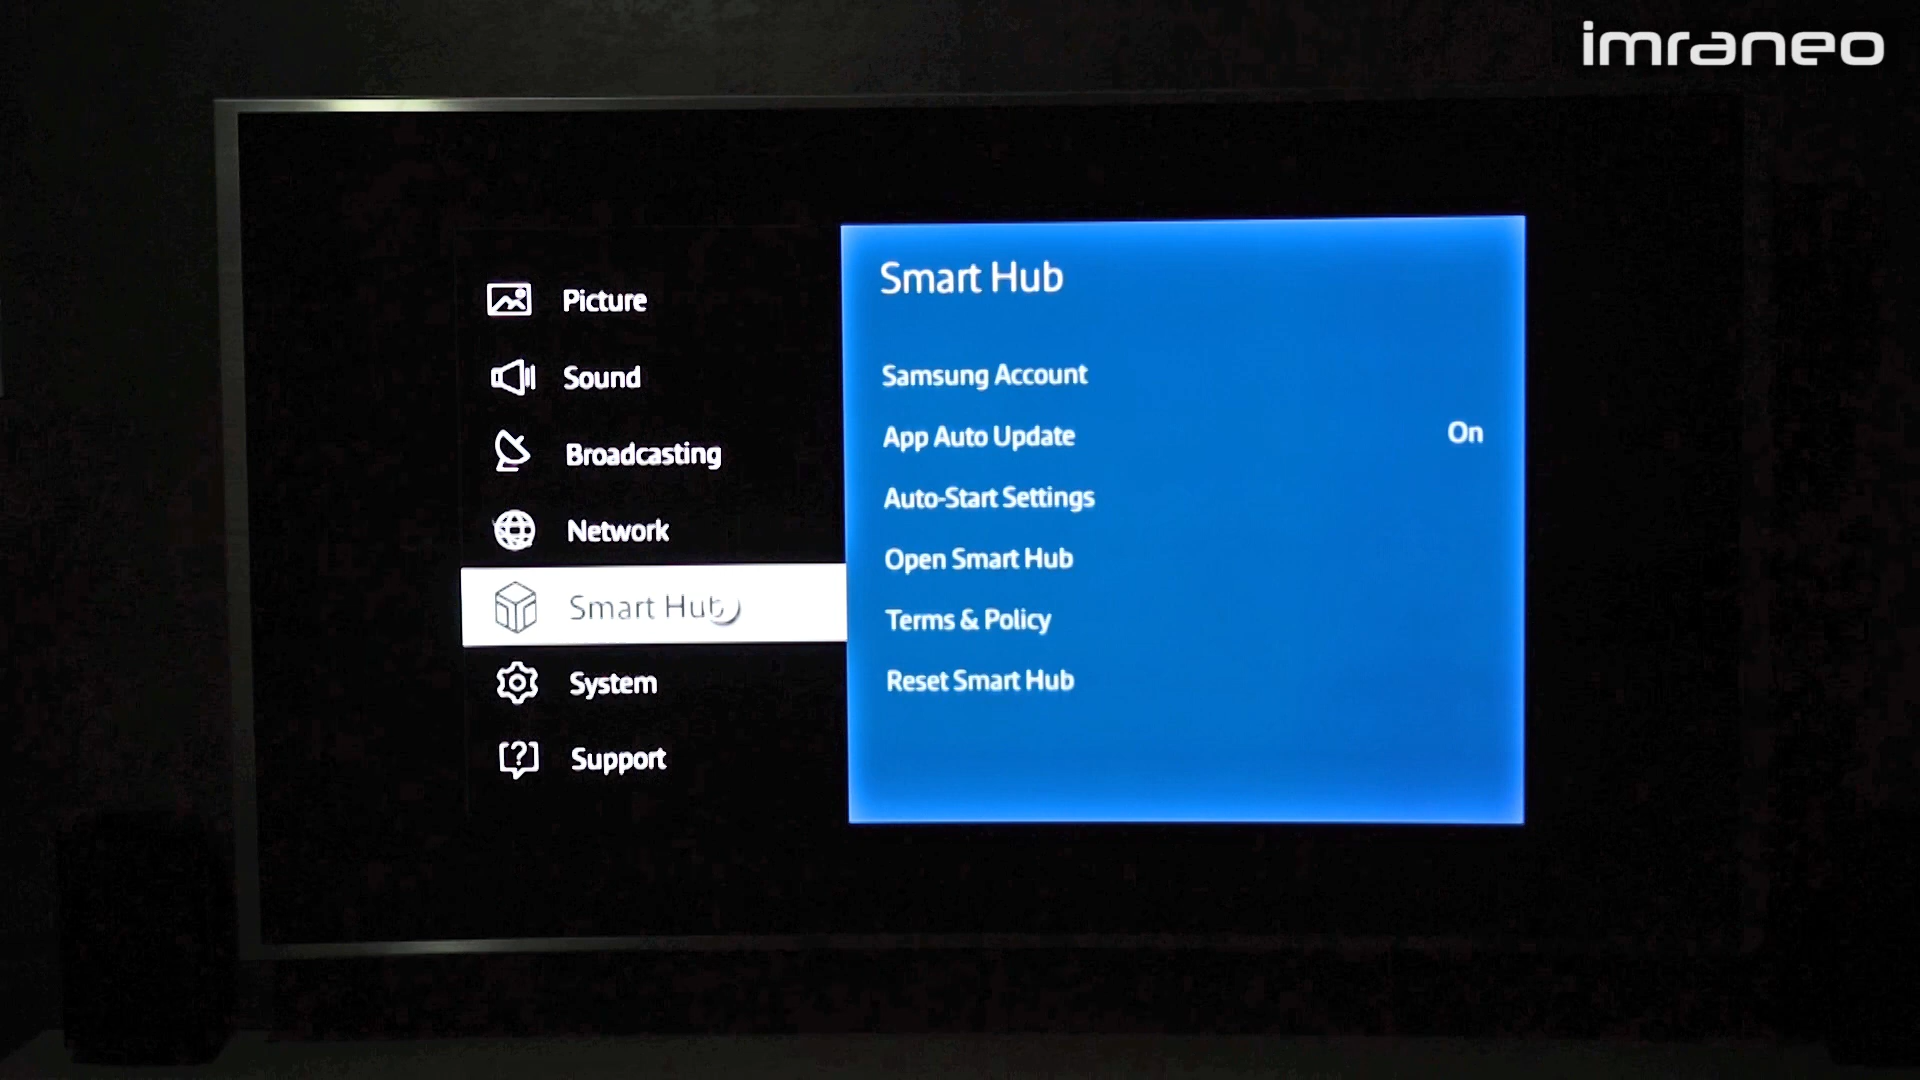 imraneo
Picture
Sound
Broadcasting
Network
Smart Hub
System
Support
Smart Hub
Samsung Account
App Auto Update On
Auto-Start Settings
Open Smart Hub
Terms & Policy
Reset Smart Hub